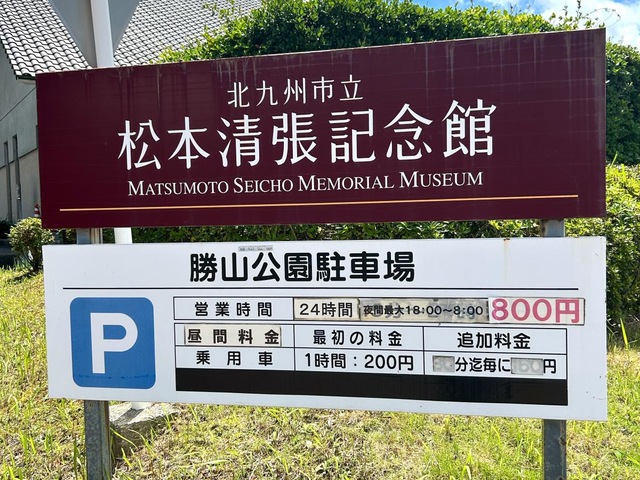 北九州市立
松本清張記念館
MATSUMOTO SEICHO MEMORIAL MUSEUM
勝山公園駐車場
P
営業時間 24時間 夜間最大18:00～8:00 800円
昼間料金 最初の料金 追加料金
乗用車 1時間：200円 分迄毎に 円